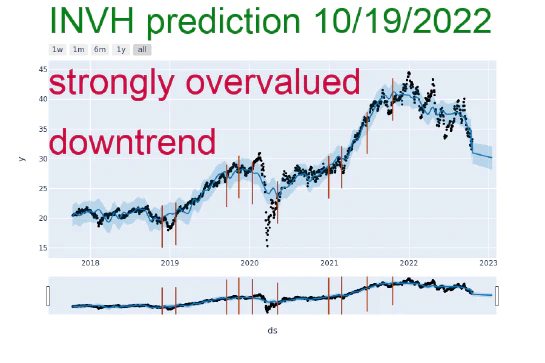 INVH prediction 10/19/2022
1w 1m 6m 1y all
strongly overvalued
downtrend
45
40
35
30
25
20
15
y
2018 2019 2020 2021 2022 2023
ds